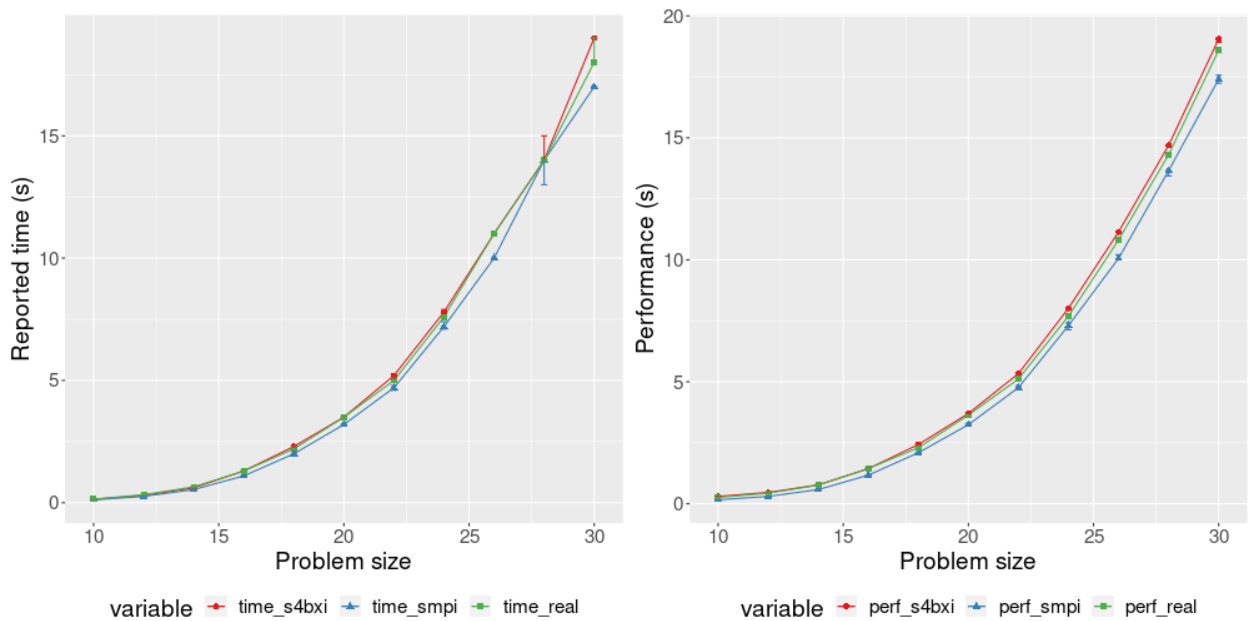 Reported time (s)
15
10
5
0
10 15 20 25 30
Problem size
variable time_s4bxi time_smpi time_real
Performance (s)
20
15
10
5
0
10 15 20 25 30
Problem size
variable perf_s4bxi perf_smpi perf_real